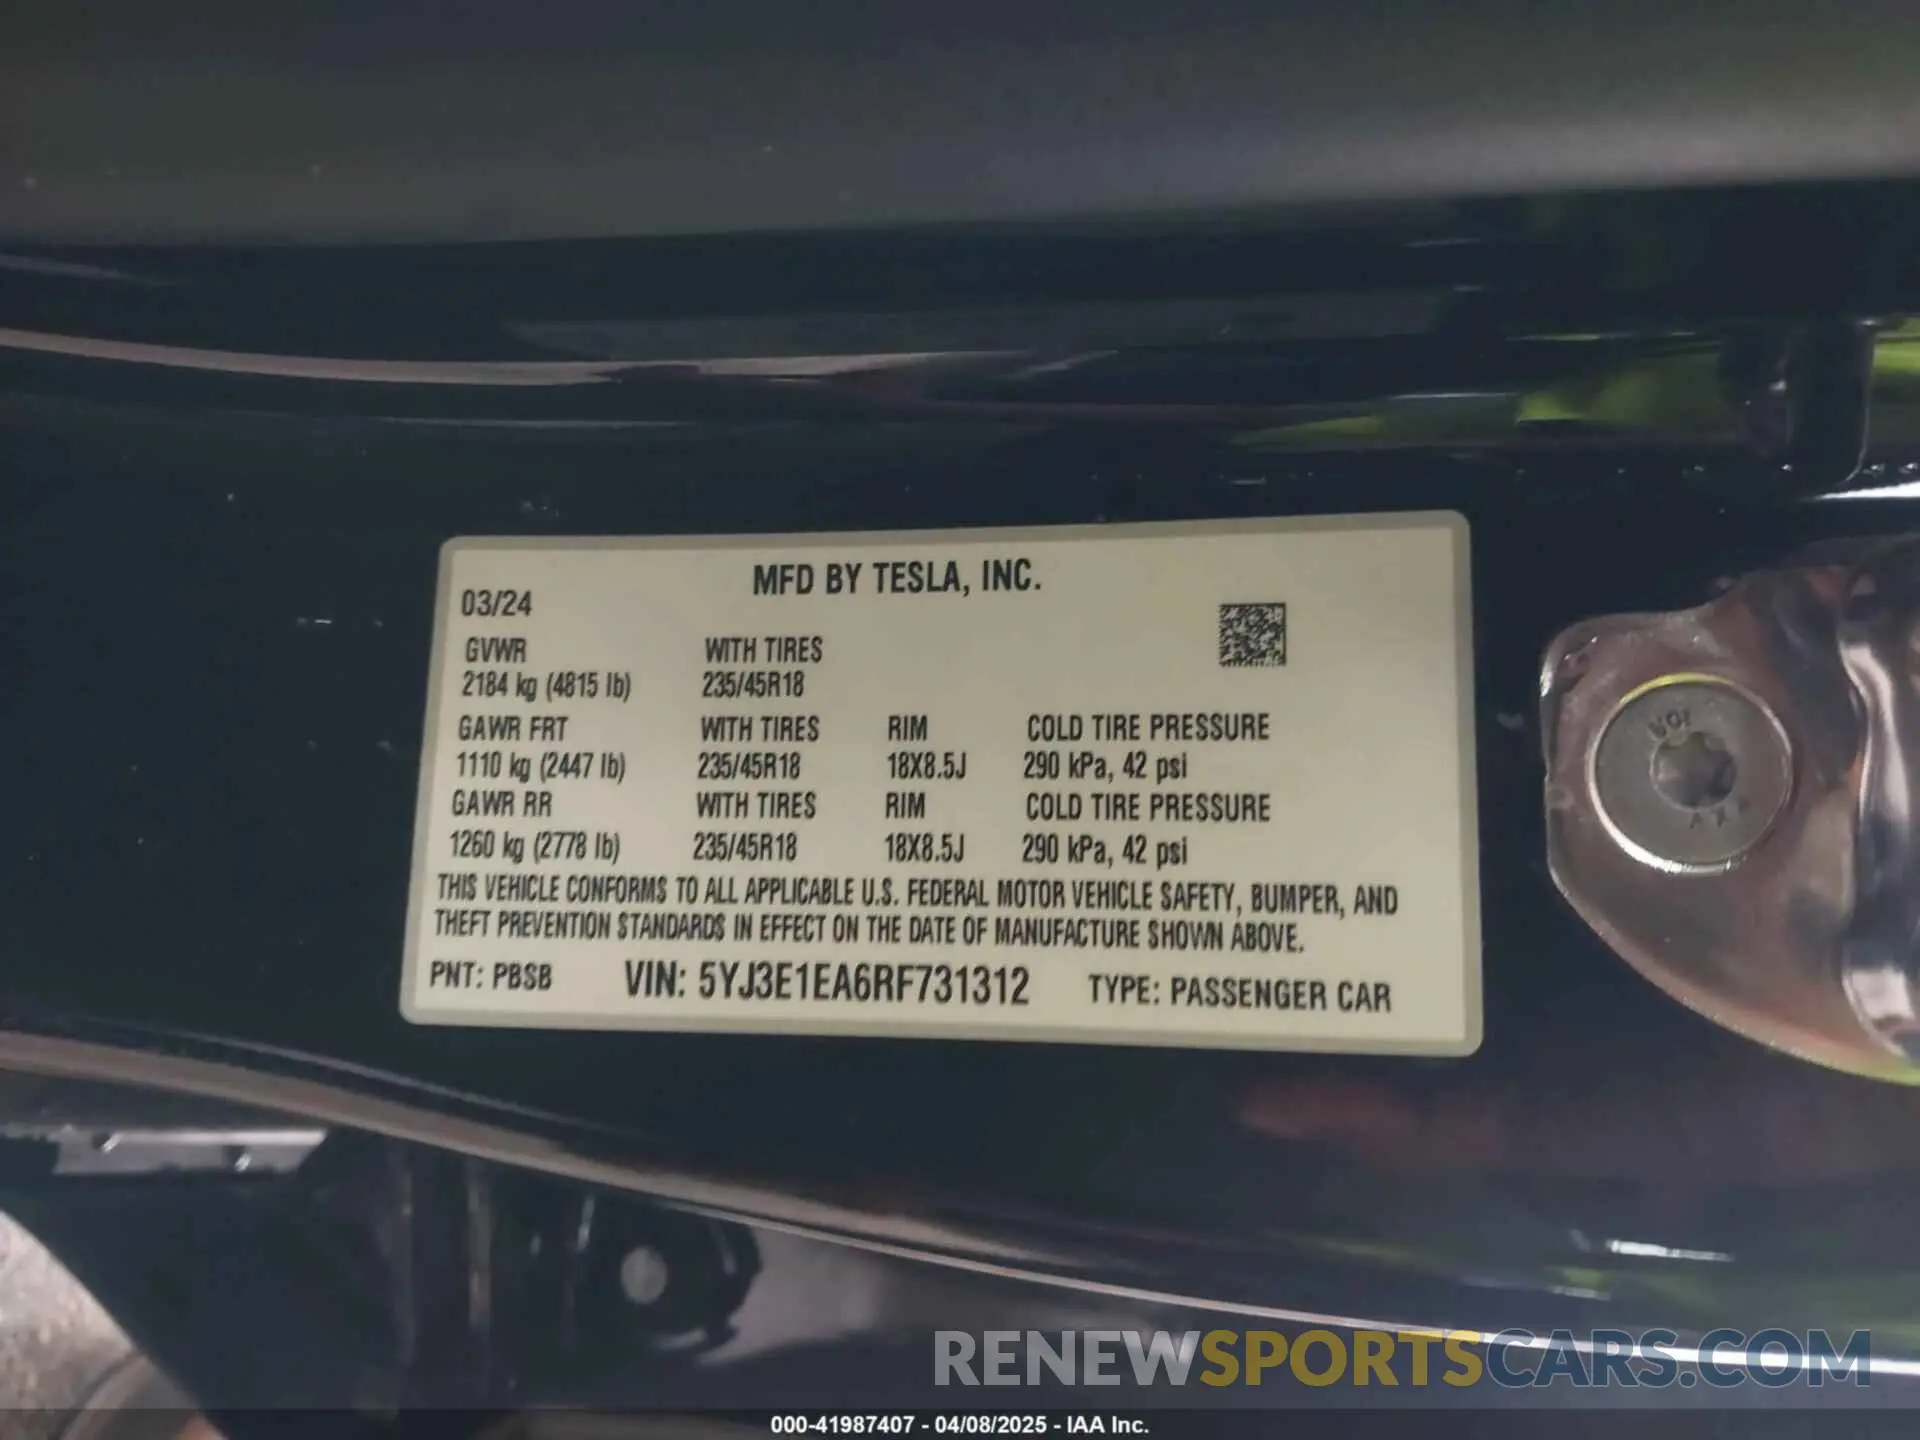 MFD BY TESLA, INC.
03/24
GVWR WITH TIRES
2184 kg (4815 lb) 235/45R18
GAWR FRT WITH TIRES RIM COLD TIRE PRESSURE
1110 kg (2447 lb) 235/45R18 18X8.5J 290 kPa, 42 psi
GAWR RR WITH TIRES RIM COLD TIRE PRESSURE
1260 kg (2778 lb) 235/45R18 18X8.5J 290 kPa, 42 psi
THIS VEHICLE CONFORMS TO ALL APPLICABLE U.S. FEDERAL MOTOR VEHICLE SAFETY, BUMPER, AND
THEFT PREVENTION STANDARDS IN EFFECT ON THE DATE OF MANUFACTURE SHOWN ABOVE.
PNT: PBSB VIN: 5YJ3E1EA6RF731312 TYPE: PASSENGER CAR
RENEWSPORTSCARS.COM
000-41987407 - 04/08/2025 - IAA Inc.